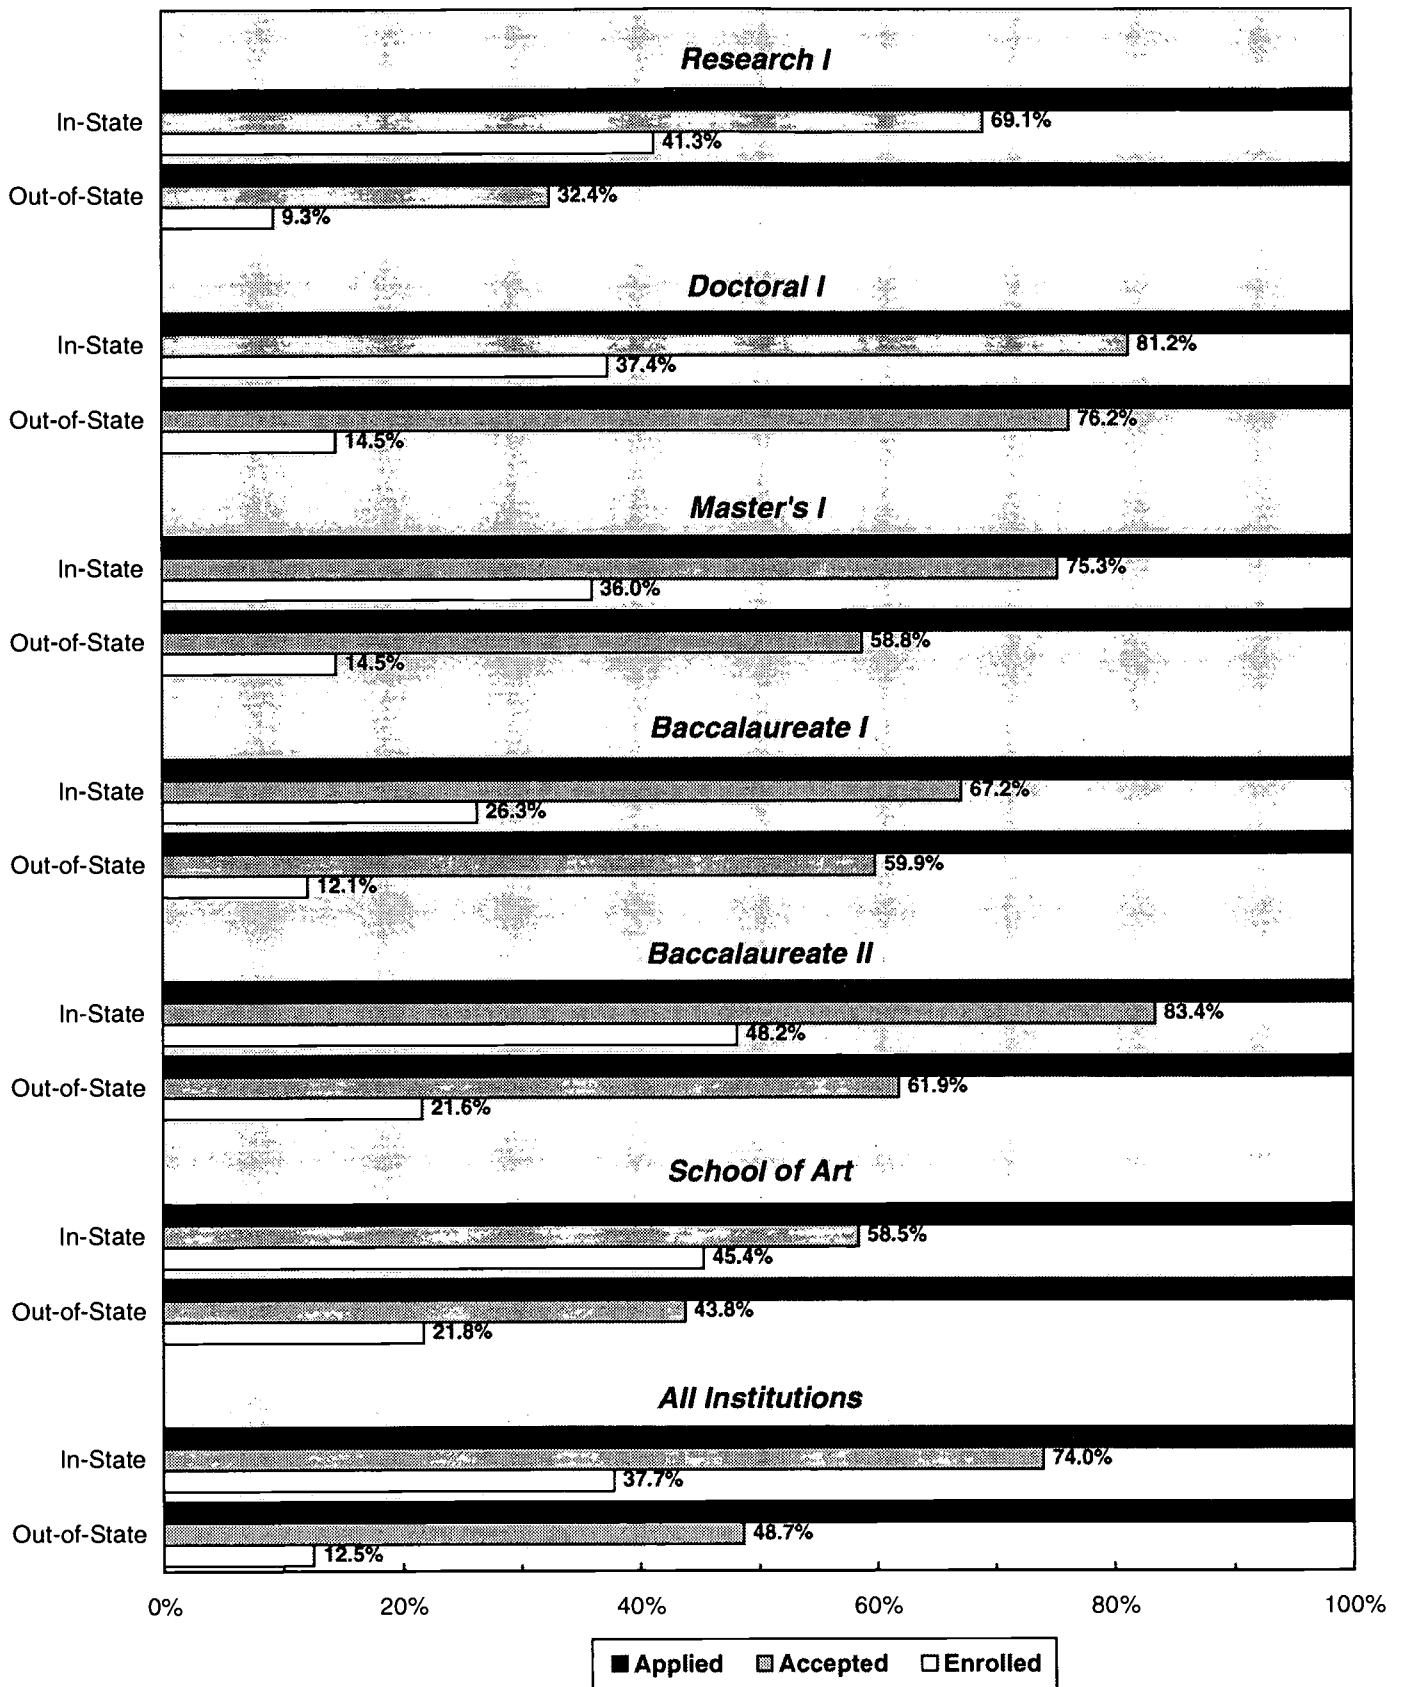 Research I
In-State
69.1%
41.3%
Out-of-State
32.4%
9.3%
Doctoral I
In-State
81.2%
37.4%
Out-of-State
76.2%
14.5%
Master's I
In-State
75.3%
36.0%
Out-of-State
58.8%
14.5%
Baccalaureate I
In-State
67.2%
26.3%
Out-of-State
59.9%
12.1%
Baccalaureate II
In-State
83.4%
48.2%
Out-of-State
61.9%
21.6%
School of Art
In-State
58.5%
45.4%
Out-of-State
43.8%
21.8%
All Institutions
In-State
74.0%
37.7%
Out-of-State
48.7%
12.5%
0% 20% 40% 60% 80% 100%
Applied Accepted Enrolled